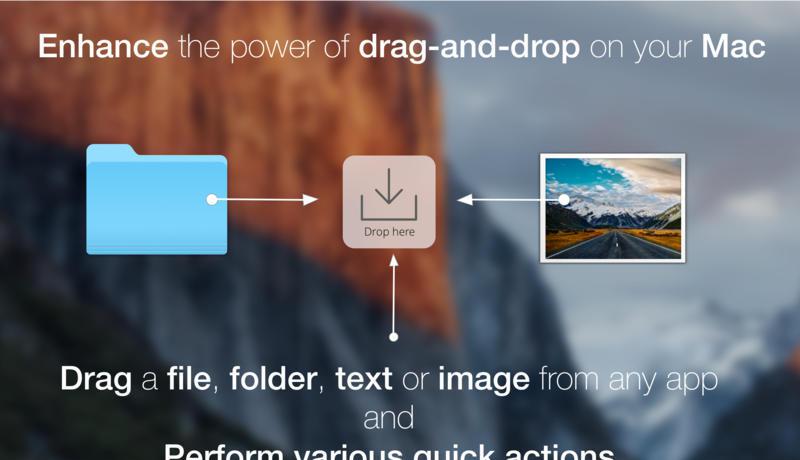 Enhance the power of drag-and-drop on your Mac
Drop here
Drag a file, folder, text or image from any app
and
Perform various quick actions